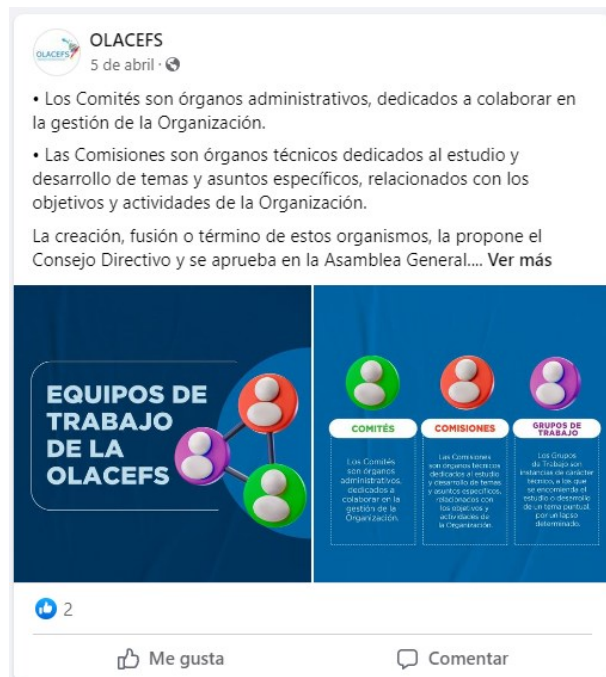 OLACEFS
OLACEFS
5 de abril ·
• Los Comités son órganos administrativos, dedicados a colaborar en
la gestión de la Organización.
• Las Comisiones son órganos técnicos dedicados al estudio y
desarrollo de temas y asuntos específicos, relacionados con los
objetivos y actividades de la Organización.
La creación, fusión o término de estos organismos, la propone el
Consejo Directivo y se aprueba en la Asamblea General.... Ver más
EQUIPOS DE
TRABAJO
DE LA
OLACEFS
COMITÉS
Los Comités
son órganos
administrativos,
dedicados a
colaborar en la
gestión de la
Organización.
COMISIONES
Las Comisiones
son órganos técnicos
dedicados al estudio
y desarrollo de temas
y asuntos específicos,
relacionados con
los objetivos y
actividades de
la Organización.
GRUPOS DE
TRABAJO
Los Grupos
de Trabajo son
instancias de carácter
técnico, a los que
se encomienda el
estudio o desarrollo
de un tema puntual,
por un lapso
determinado.
2
Me gusta
Comentar